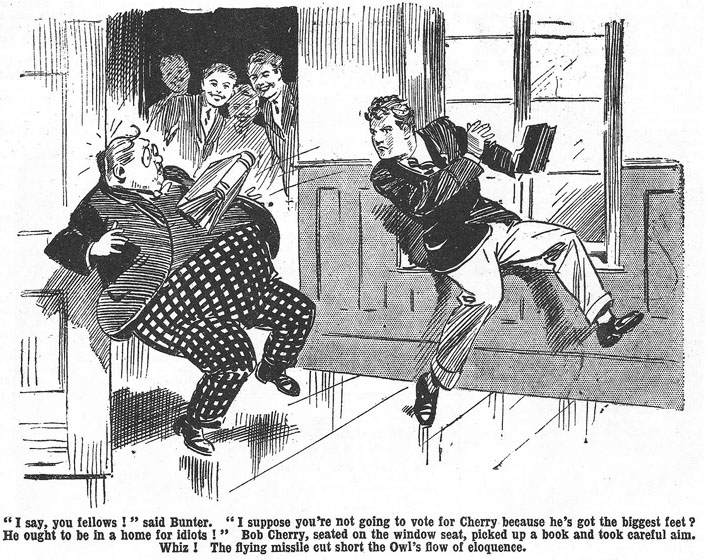 “ I say, you fellows ! ” said Bunter. “ I suppose you're not going to vote for Cherry because he's got the biggest feet ?
He ought to be in a home for idiots ! ” Bob Cherry, seated on the window seat, picked up a book and took careful aim.
Whiz ! The flying missile cut short the Owl's flow of eloquence.